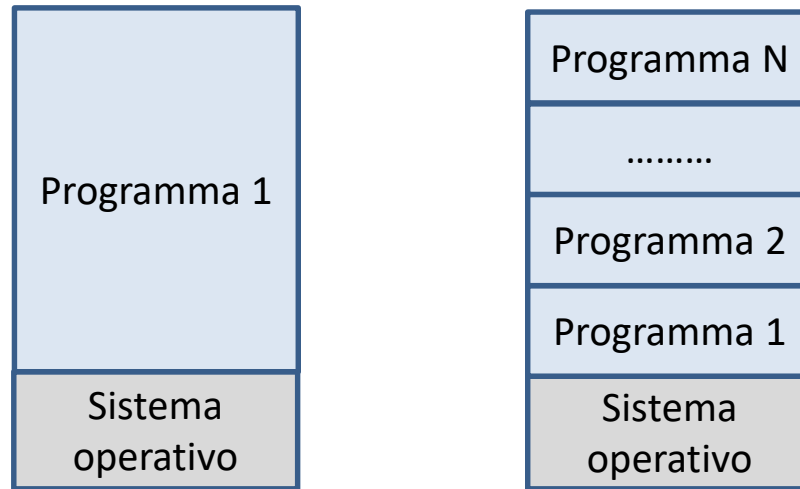 Programma 1
Sistema
operativo
Programma N
………
Programma 2
Programma 1
Sistema
operativo